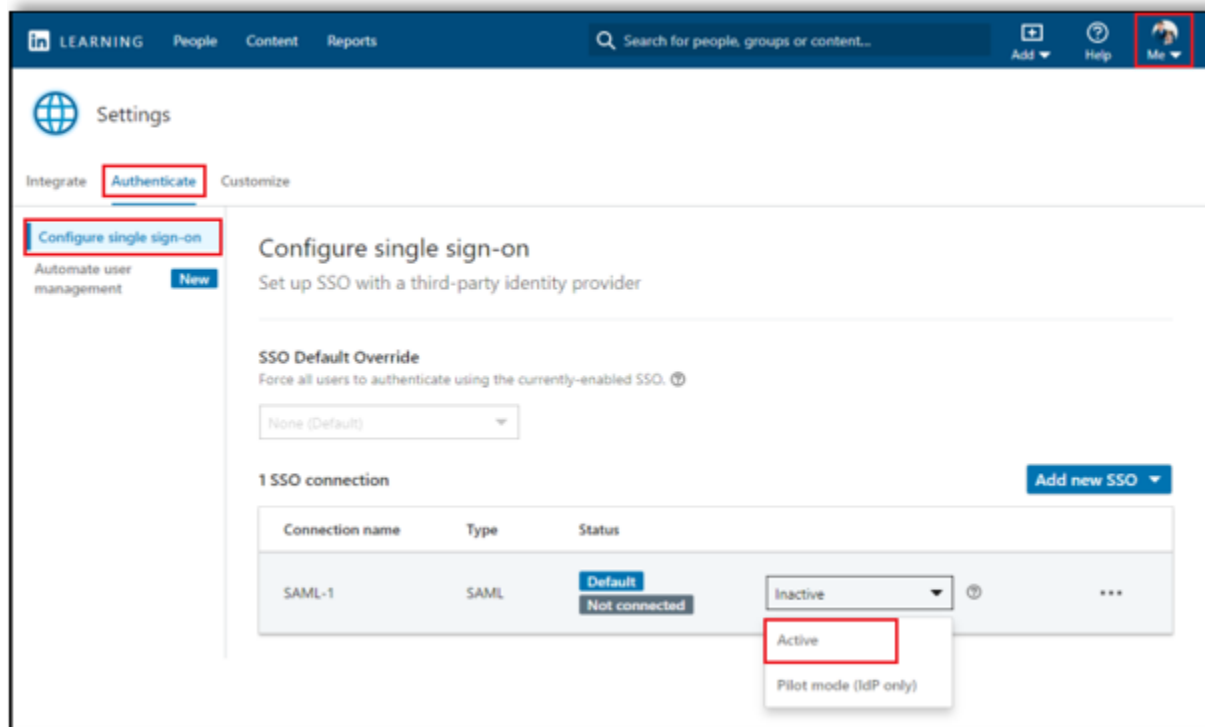 in LEARNING People Content Reports Search for people, groups or content... Add Help Me
Settings
Integrate Authenticate Customize
Configure single sign-on
Automate user
management New
Configure single sign-on
Set up SSO with a third-party identity provider
SSO Default Override
Force all users to authenticate using the currently-enabled SSO.
None (Default)
1 SSO connection Add new SSO
Connection name Type Status
SAML-1 SAML Default Not connected Inactive
Active
Pilot mode (IdP only)